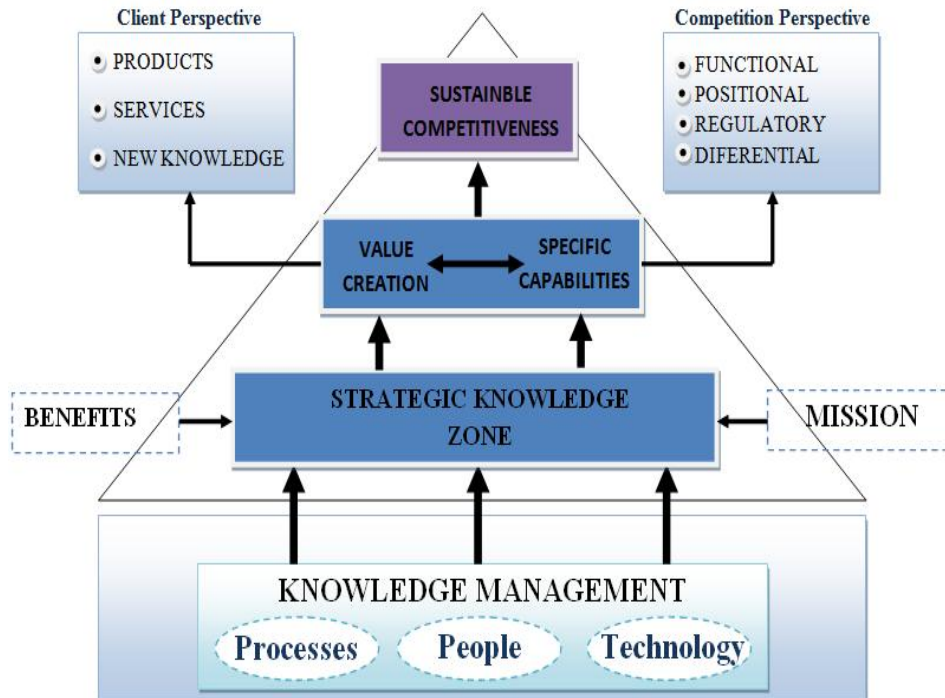 Client Perspective
PRODUCTS
SERVICES
NEW KNOWLEDGE
Competition Perspective
FUNCTIONAL
POSITIONAL
REGULATORY
DIFERENTIAL
SUSTAINBLE
COMPETITIVENESS
VALUE
CREATION
SPECIFIC
CAPABILITIES
BENEFITS
STRATEGIC KNOWLEDGE
ZONE
MISSION
KNOWLEDGE MANAGEMENT
Processes
People
Technology